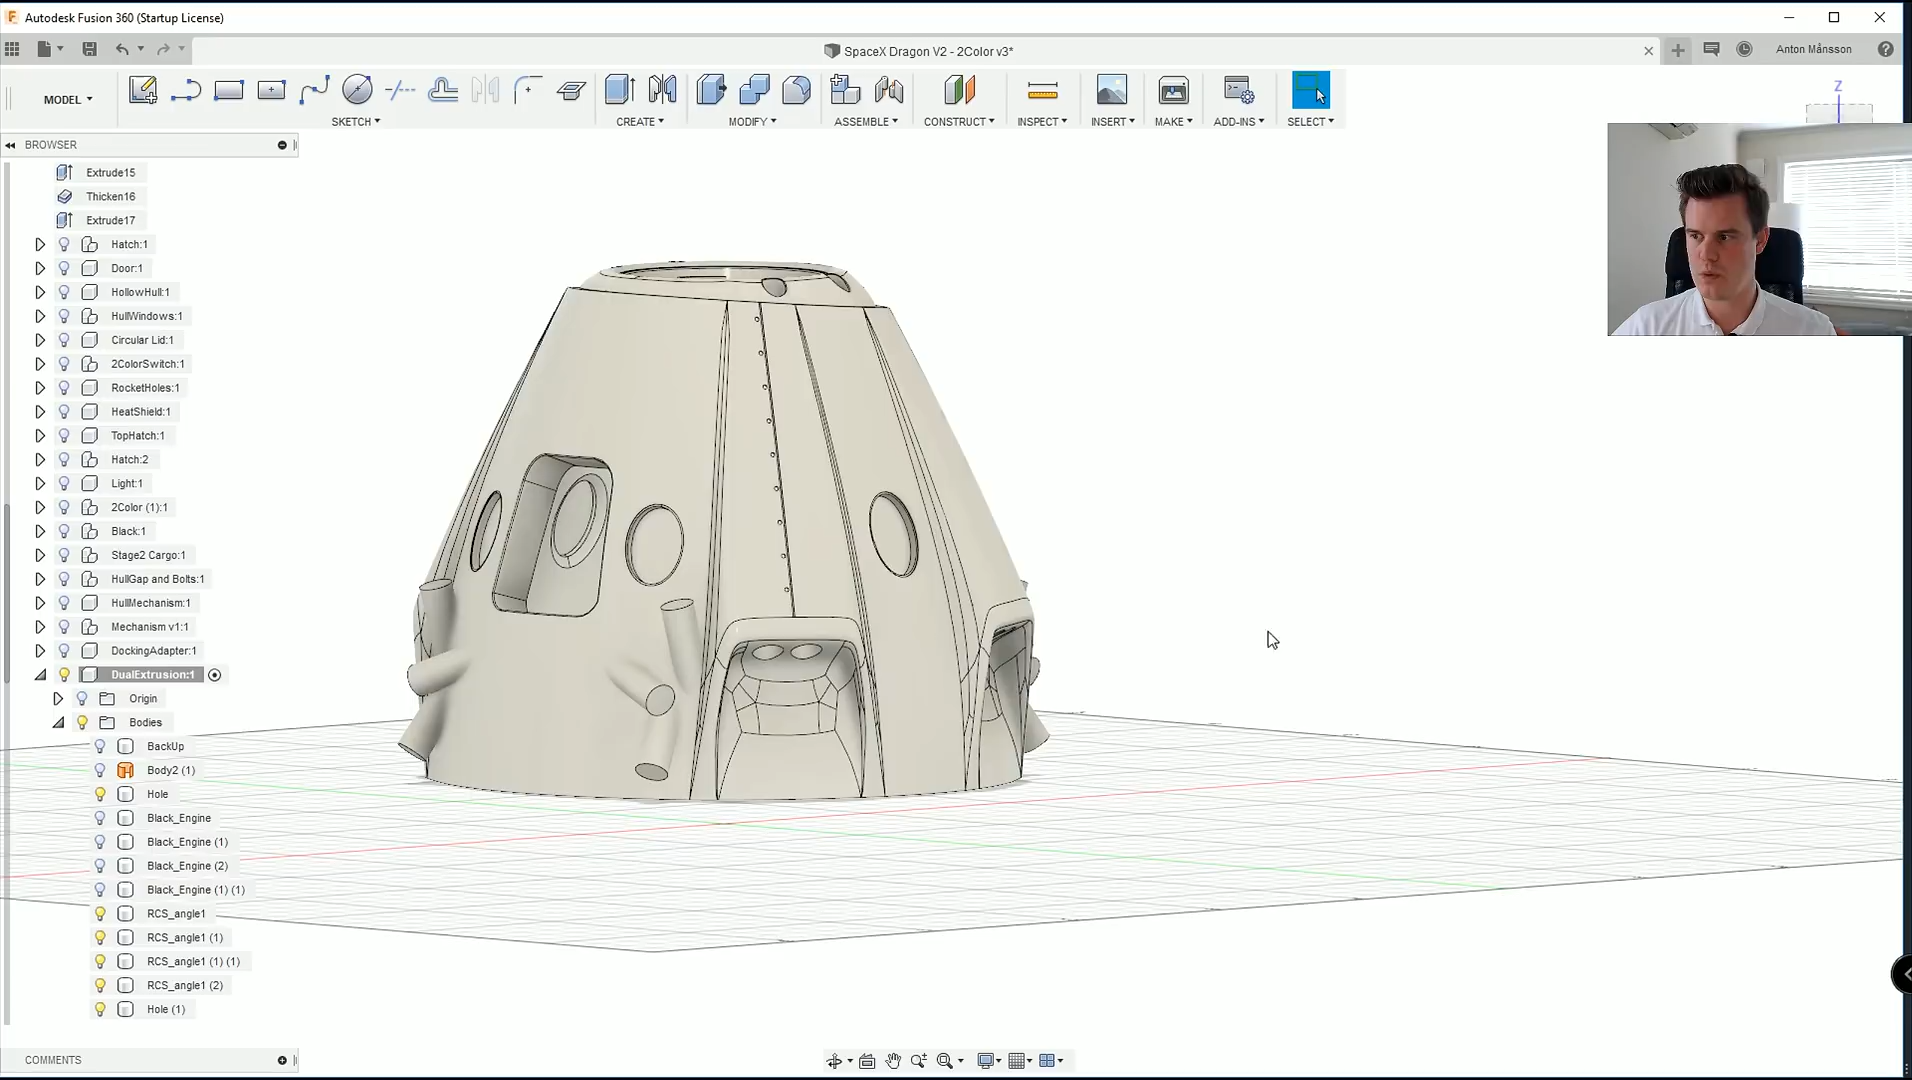 Autodesk Fusion 360 (Startup License)
SpaceX Dragon V2 - 2Color v3*
Anton Månsson
MODEL
SKETCH
CREATE
MODIFY
ASSEMBLE
CONSTRUCT
INSPECT
INSERT
MAKE
ADD-INS
SELECT
Z
BROWSER
Extrude15
Thicken16
Extrude17
Hatch:1
Door:1
HollowHull:1
HullWindows:1
Circular Lid:1
2ColorSwitch:1
RocketHoles:1
HeatShield:1
TopHatch:1
Hatch:2
Light:1
2Color (1):1
Black:1
Stage2 Cargo:1
HullGap and Bolts:1
HullMechanism:1
Mechanism v1:1
DockingAdapter:1
DualExtrusion:1
Origin
Bodies
BackUp
Body2 (1)
Hole
Black_Engine
Black_Engine (1)
Black_Engine (2)
Black_Engine (1) (1)
RCS_angle1
RCS_angle1 (1)
RCS_angle1 (1) (1)
RCS_angle1 (2)
Hole (1)
COMMENTS